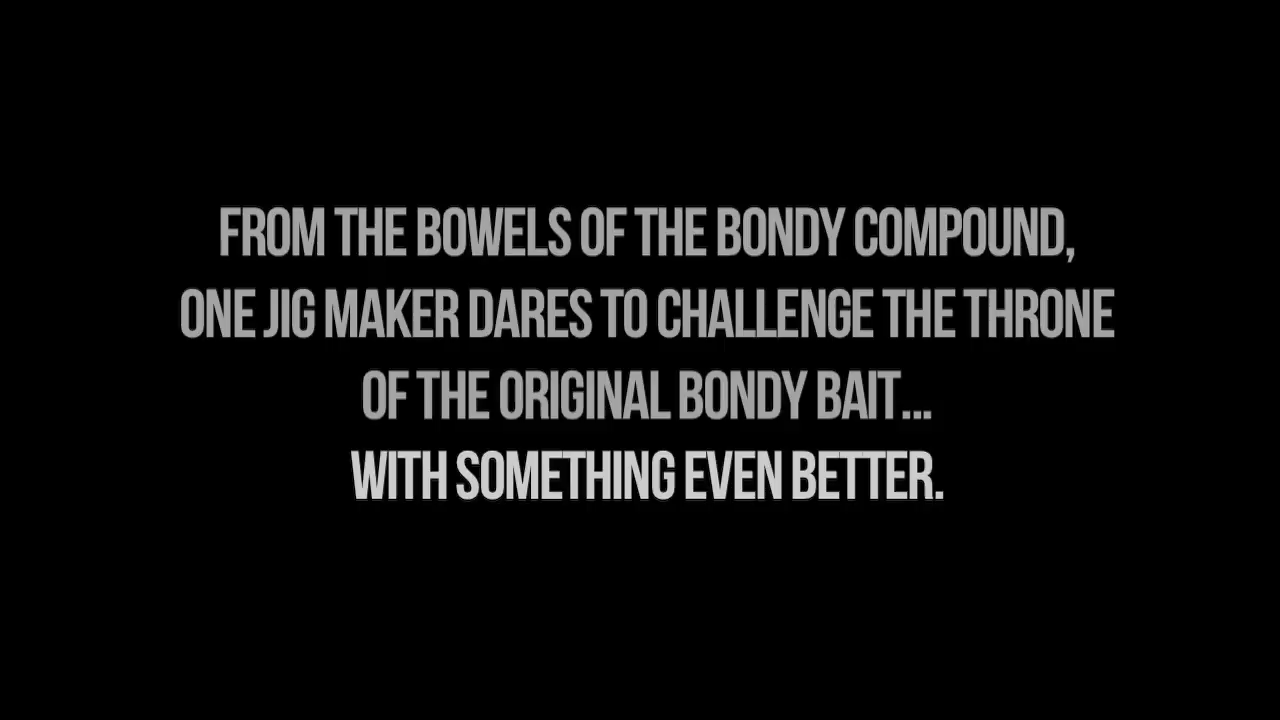 FROM THE BOWELS OF THE BONDY COMPOUND,
ONE JIG MAKER DARES TO CHALLENGE THE THRONE
OF THE ORIGINAL BONDY BAIT...
WITH SOMETHING EVEN BETTER.